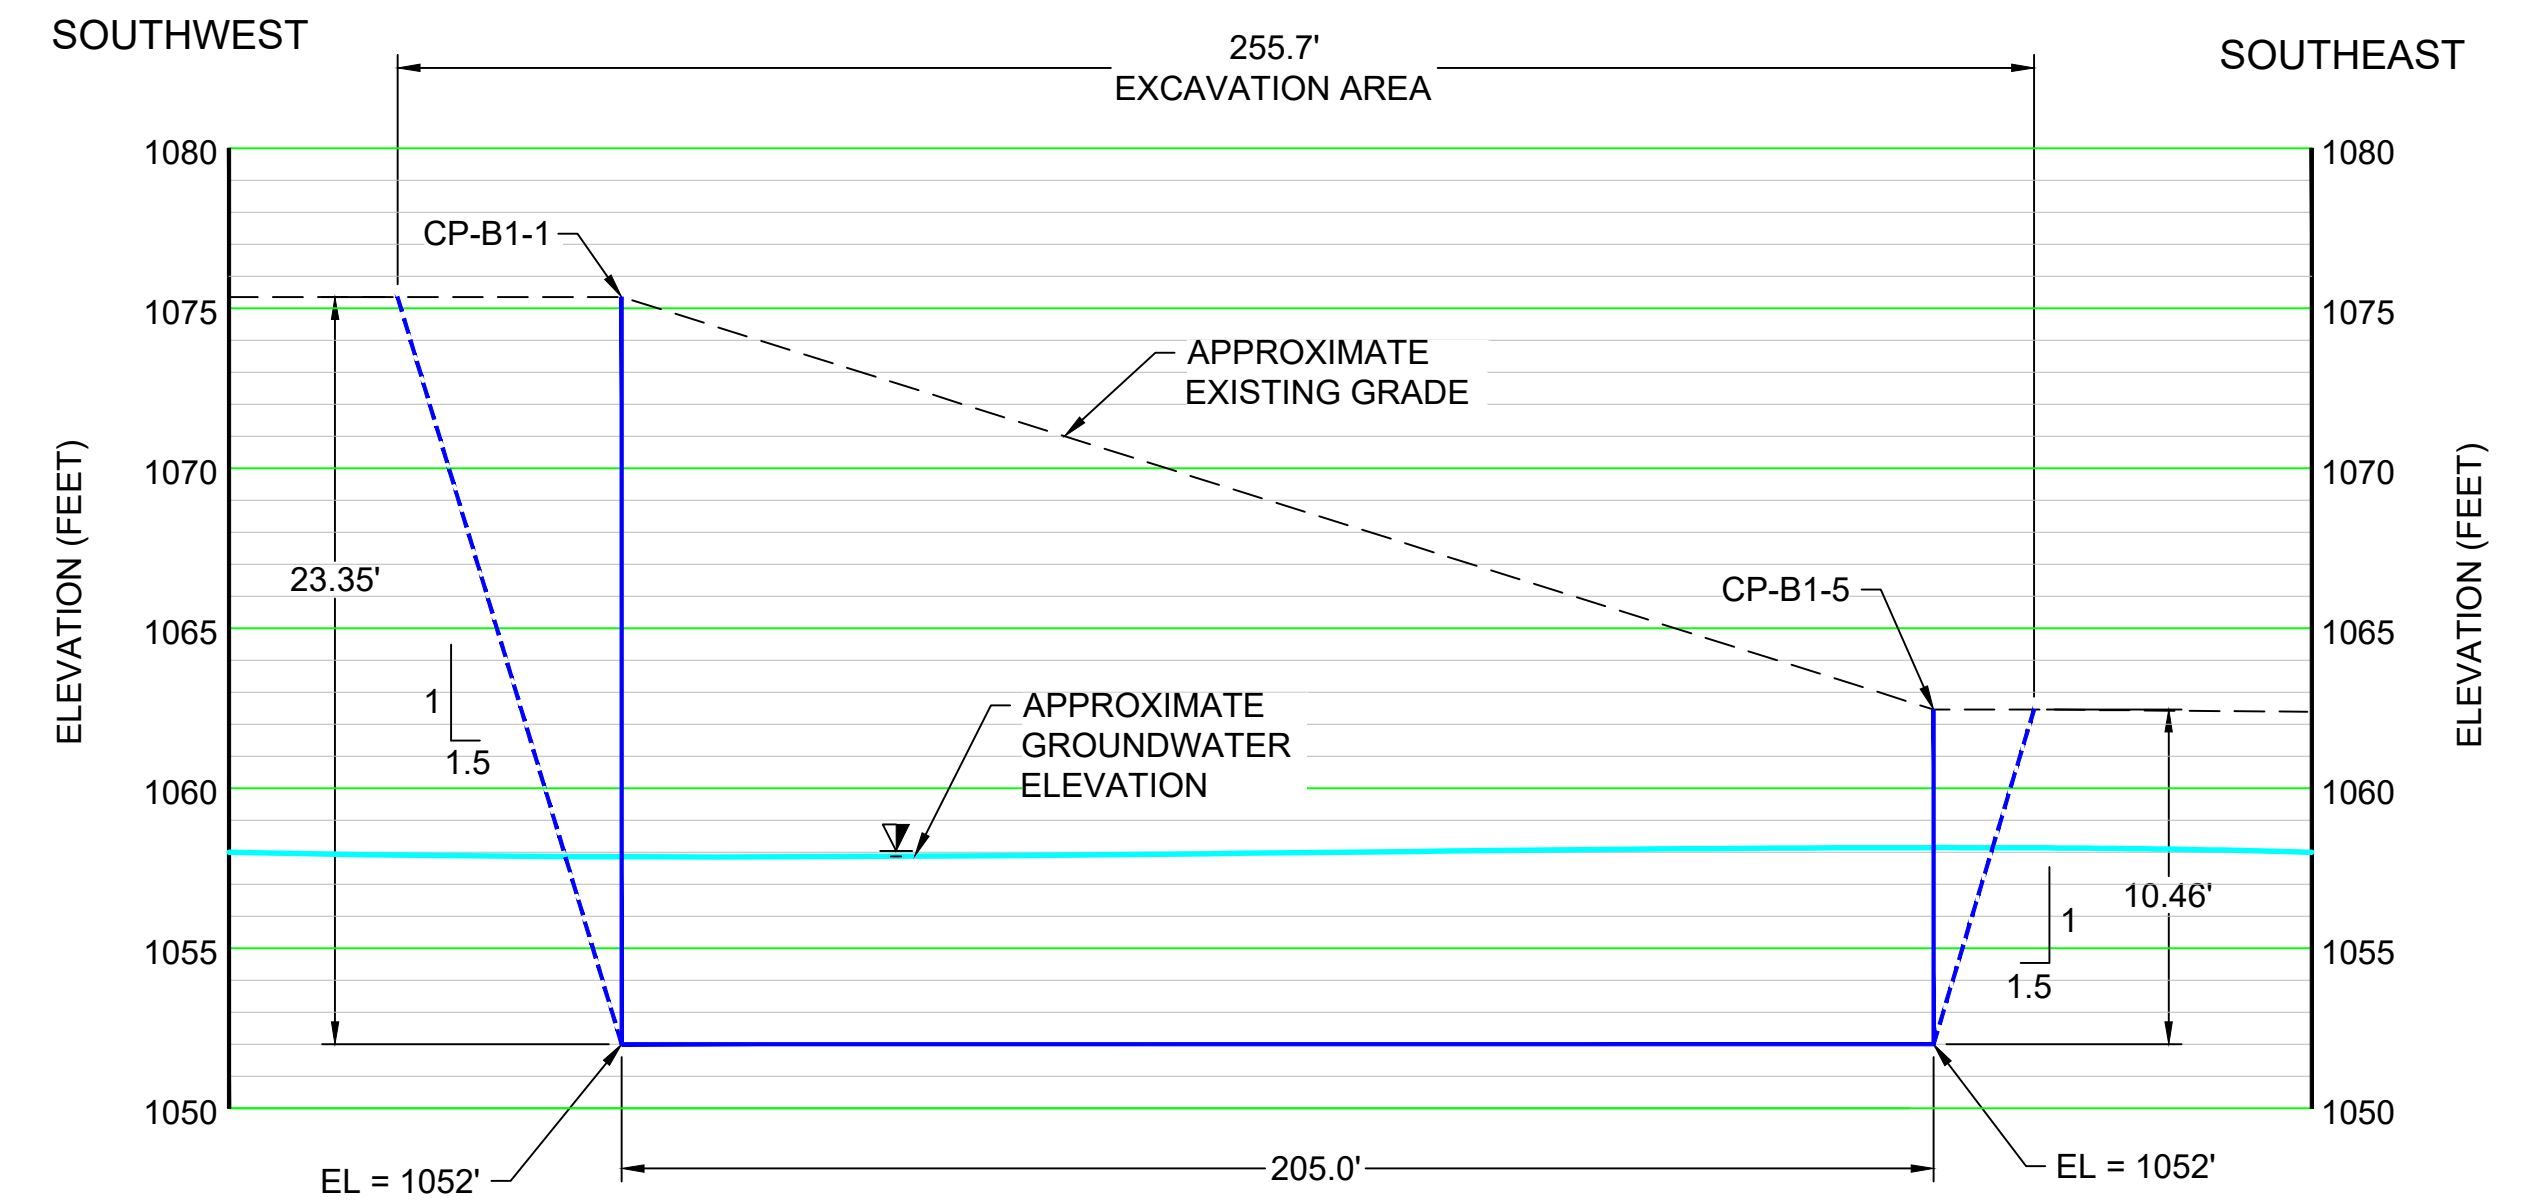 SOUTHWEST
255.7'
EXCAVATION AREA
SOUTHEAST
1080
1080
CP-B1-1
1075
1075
APPROXIMATE
EXISTING GRADE
1070
1070
ELEVATION (FEET)
ELEVATION (FEET)
23.35'
CP-B1-5
1065
1065
1
1.5
APPROXIMATE
GROUNDWATER
ELEVATION
1060
1060
10.46'
1
1.5
1055
1055
1050
1050
EL = 1052'
205.0'
EL = 1052'